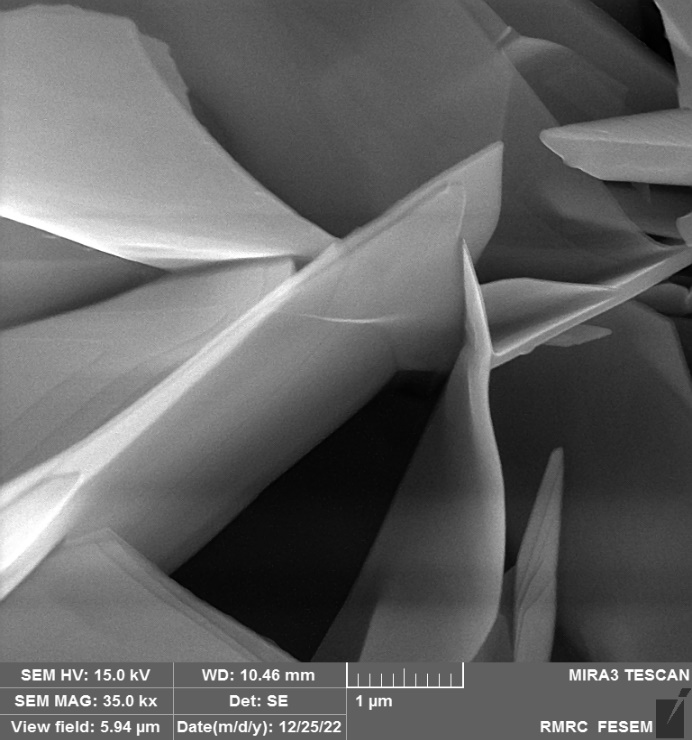 SEM HV: 15.0 kV WD: 10.46 mm MIRA3 TESCAN
SEM MAG: 35.0 kx Det: SE 1 µm
View field: 5.94 µm Date(m/d/y): 12/25/22 RMRC FESEM